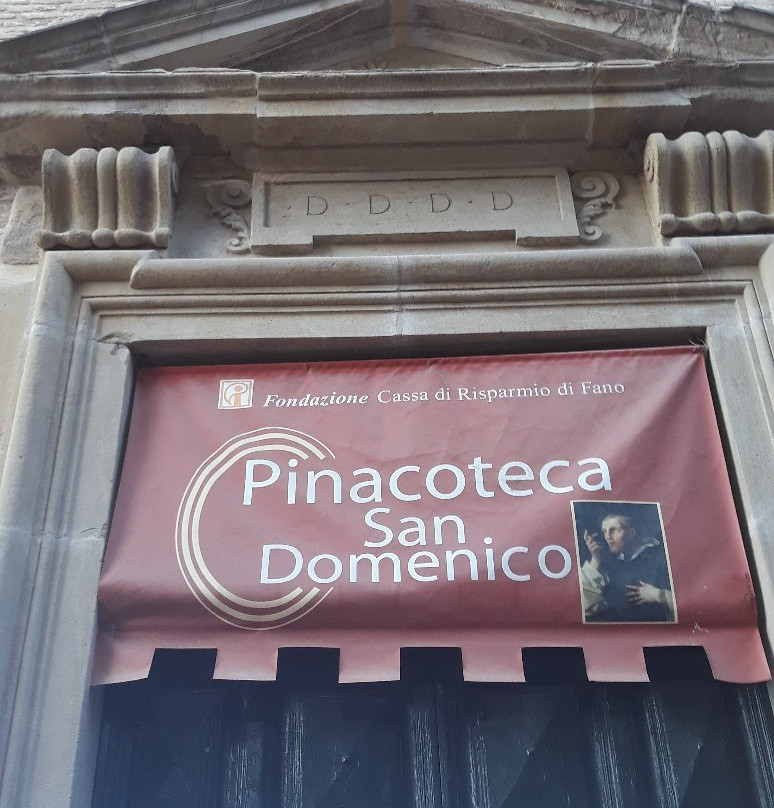 D · D · D · D
Fondazione Cassa di Risparmio di Fano
Pinacoteca
San
Domenico